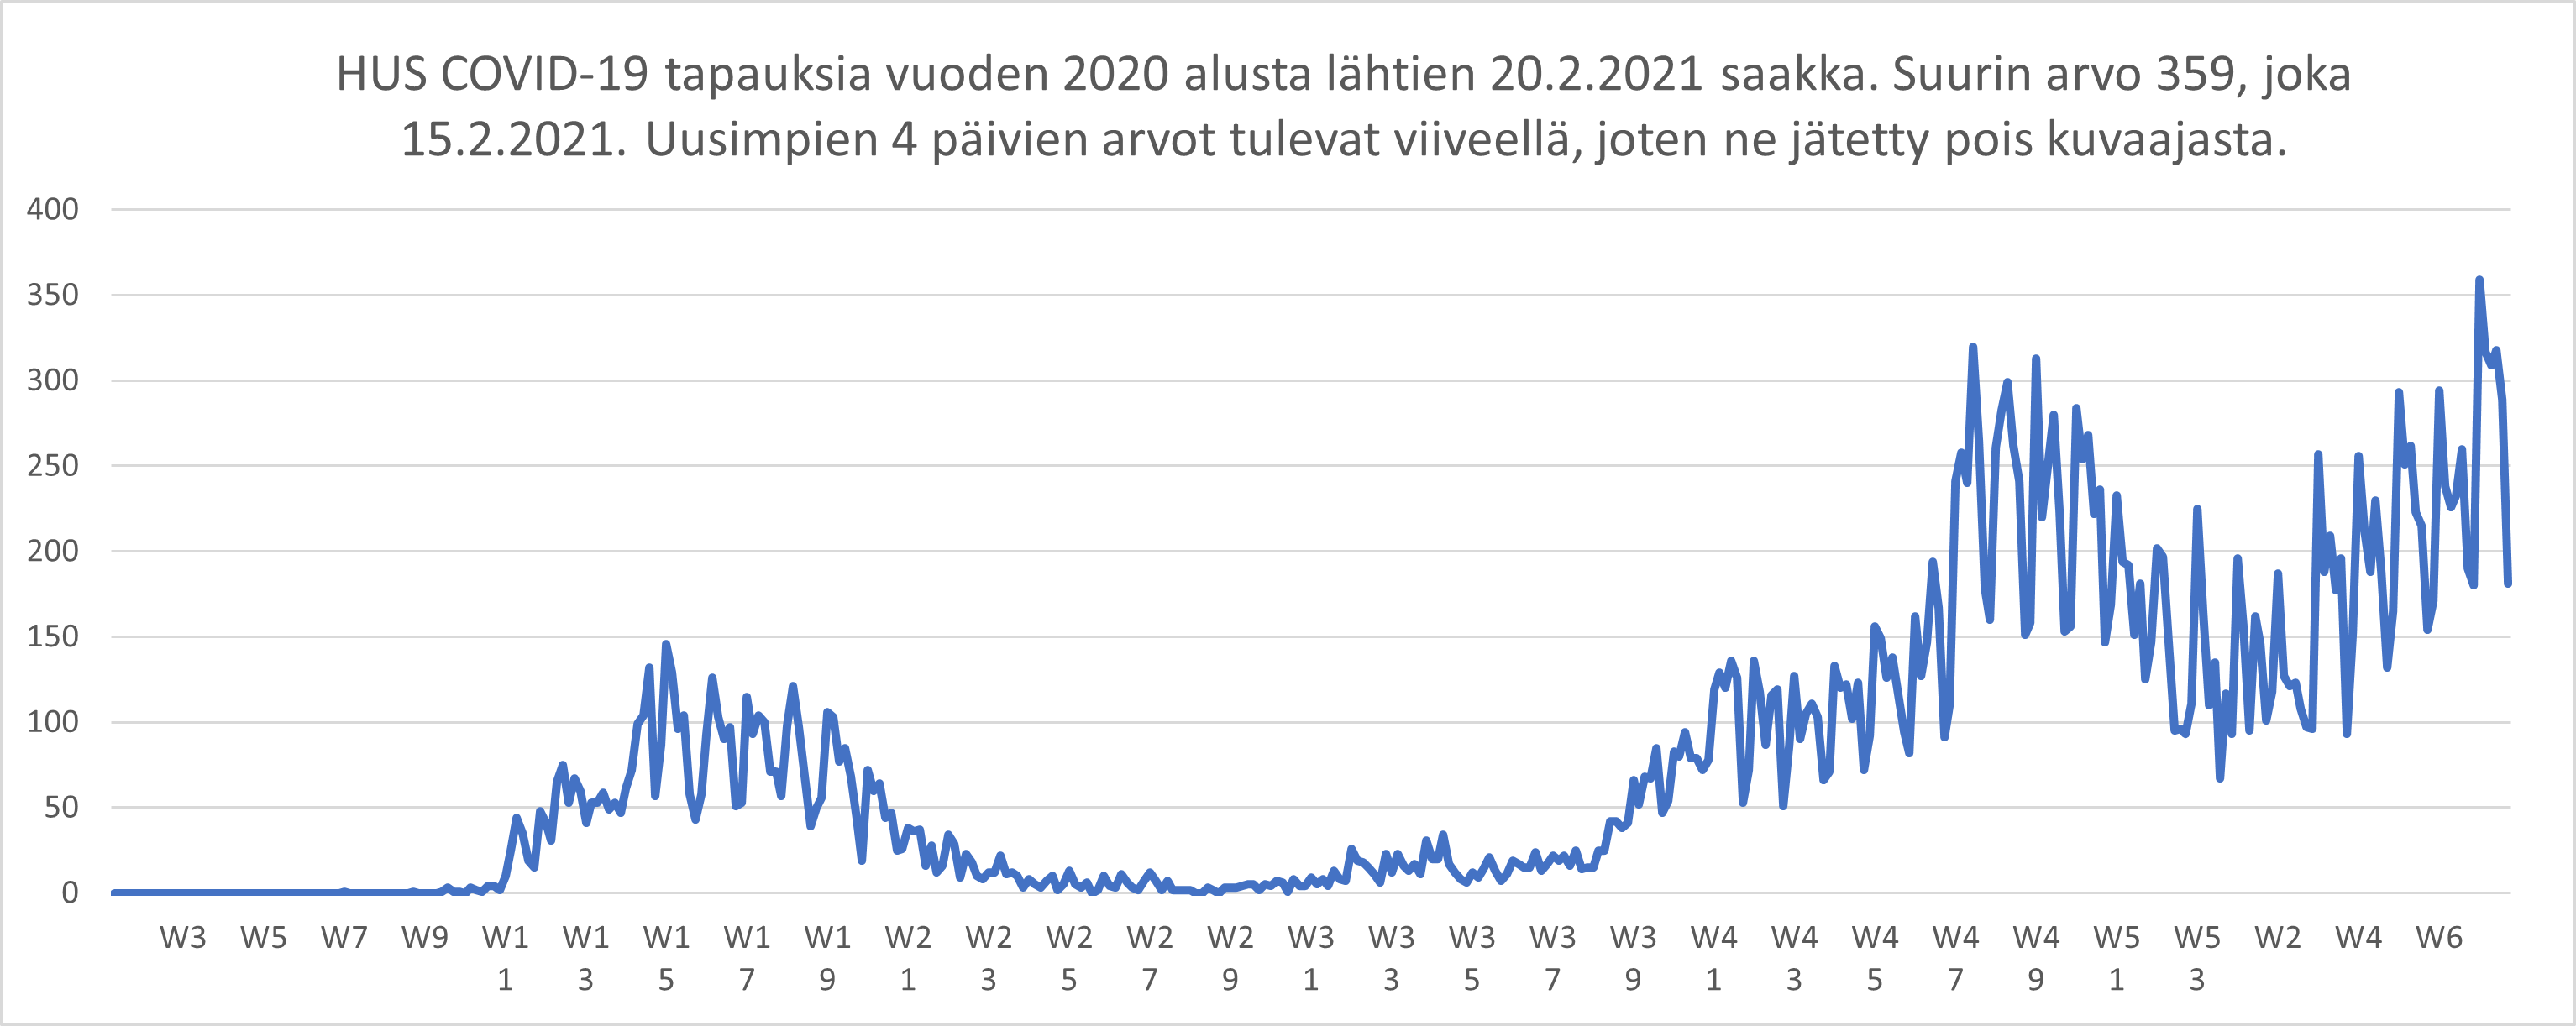 HUS COVID-19 tapauksia vuoden 2020 alusta lähtien 20.2.2021 saakka. Suurin arvo 359, joka
15.2.2021. Uusimpien 4 päivien arvot tulevat viiveellä, joten ne jätetty pois kuvaajasta.
400
350
300
250
200
150
100
50
0
W3 W5 W7 W9 W1 W1 W1 W1 W1 W2 W2 W2 W2 W2 W3 W3 W3 W3 W3 W4 W4 W4 W4 W4 W5 W5 W2 W4 W6
1 3 5 7 9 1 3 5 7 9 1 3 5 7 9 1 3 5 7 9 1 3